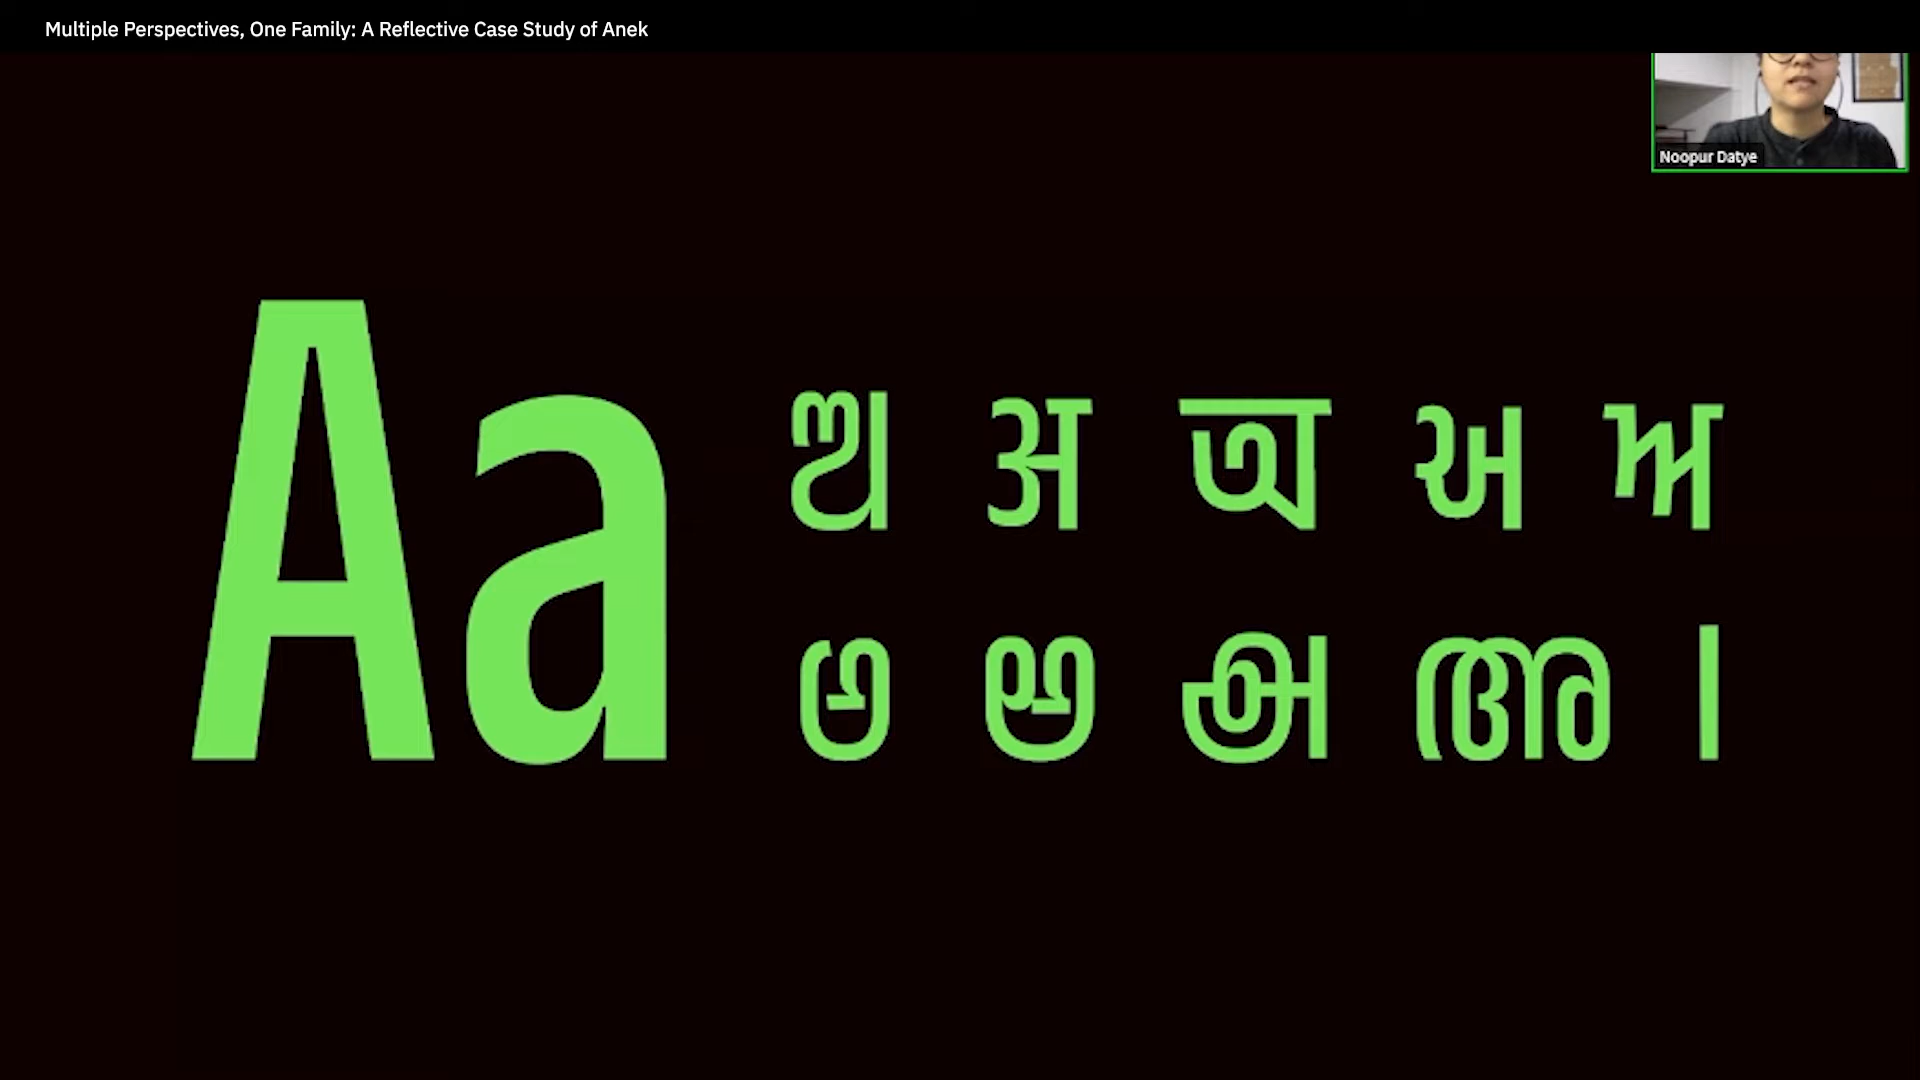 Multiple Perspectives, One Family: A Reflective Case Study of Anek
Noopur Datye
Aa
ଅ अ অ અ ਅ
అ ಅ அ അ ।